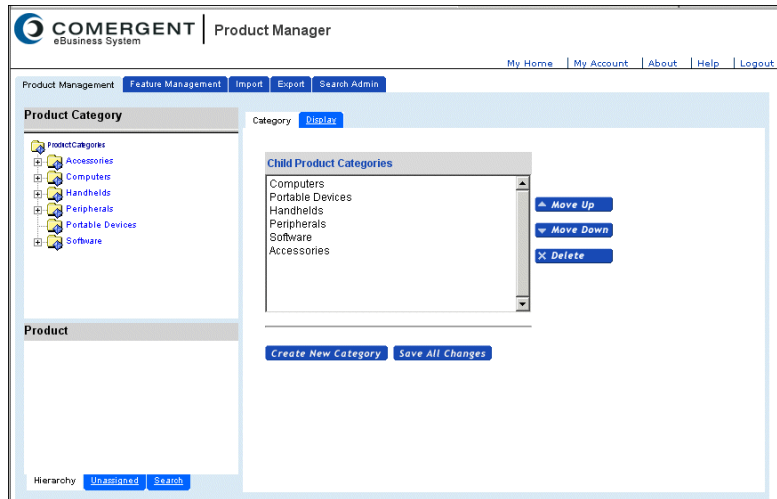 COMERGENT
eBusiness System
Product Manager
My Home | My Account | About | Help | Logout
Product Management Feature Management Import Export Search Admin
Product Category
ProductCategories
Accessories
Computers
Handhelds
Peripherals
Portable Devices
Software
Product
Hierarchy Unassigned Search
Category Display
Child Product Categories
Computers
Portable Devices
Handhelds
Peripherals
Software
Accessories
Move Up
Move Down
X Delete
Create New Category Save All Changes